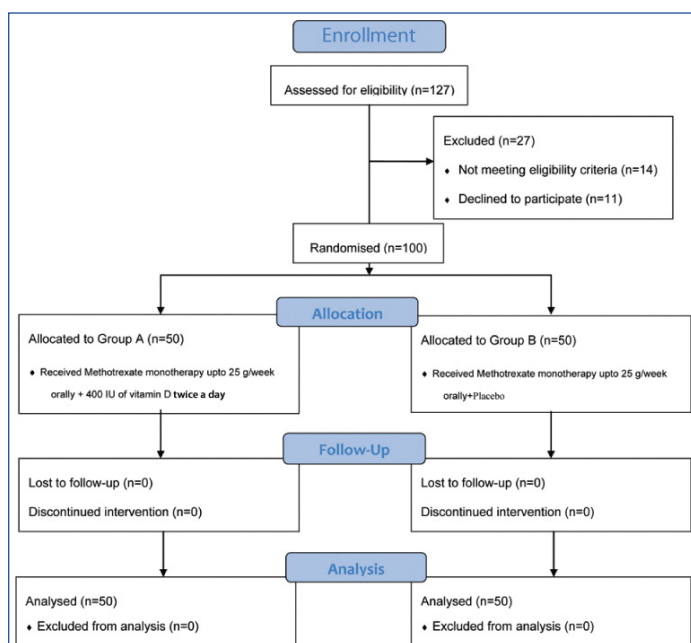 Enrollment
Assessed for eligibility (n=127)
Excluded (n=27)
♦ Not meeting eligibility criteria (n=14)
♦ Declined to participate (n=11)
Randomised (n=100)
Allocation
Allocated to Group A (n=50)
♦ Received Methotrexate monotherapy upto 25 g/week
orally + 400 IU of vitamin D twice a day
Allocated to Group B (n=50)
♦ Received Methotrexate monotherapy upto 25 g/week
orally+Placebo
Follow-Up
Lost to follow-up (n=0)
Discontinued intervention (n=0)
Lost to follow-up (n=0)
Discontinued intervention (n=0)
Analysis
Analysed (n=50)
♦ Excluded from analysis (n=0)
Analysed (n=50)
♦ Excluded from analysis (n=0)